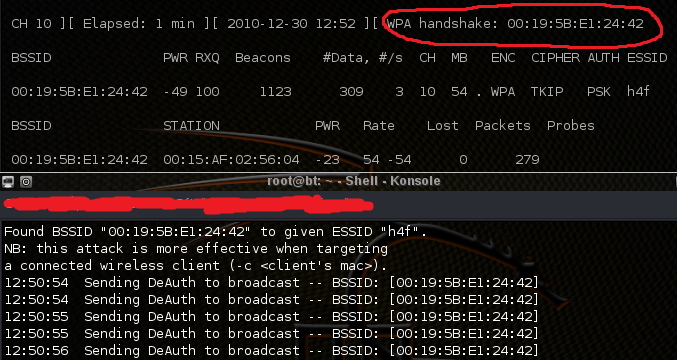 CH 10 ][ Elapsed: 1 min ][ 2010-12-30 12:52 ][ WPA handshake: 00:19:5B:E1:24:42
BSSID PWR RXQ Beacons #Data, #/s CH MB ENC CIPHER AUTH ESSID
00:19:5B:E1:24:42 -49 100 1123 309 3 10 54 . WPA TKIP PSK h4f
BSSID STATION PWR Rate Lost Packets Probes
00:19:5B:E1:24:42 00:15:AF:02:56:04 -23 54 -54 0 279
root@bt: ~ - Shell - Konsole
Found BSSID "00:19:5B:E1:24:42" to given ESSID "h4f".
NB: this attack is more effective when targeting
a connected wireless client (-c <client's mac>).
12:50:54 Sending DeAuth to broadcast -- BSSID: [00:19:5B:E1:24:42]
12:50:54 Sending DeAuth to broadcast -- BSSID: [00:19:5B:E1:24:42]
12:50:55 Sending DeAuth to broadcast -- BSSID: [00:19:5B:E1:24:42]
12:50:55 Sending DeAuth to broadcast -- BSSID: [00:19:5B:E1:24:42]
12:50:56 Sending DeAuth to broadcast -- BSSID: [00:19:5B:E1:24:42]